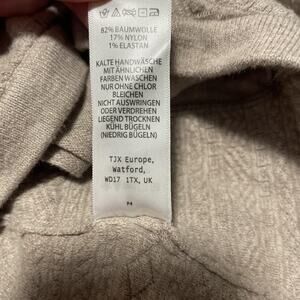 82% BAUMWOLLE
17% NYLON
1% ELASTAN
KALTE HANDWÄSCHE
MIT ÄHNLICHEN
FARBEN WASCHEN
NUR OHNE CHLOR
BLEICHEN
NICHT AUSWRINGEN
ODER VERDREHEN
LIEGEND TROCKNEN
KÜHL BÜGELN
(NIEDRIG BÜGELN)
TJX Europe,
Watford,
WD17 1TX, UK